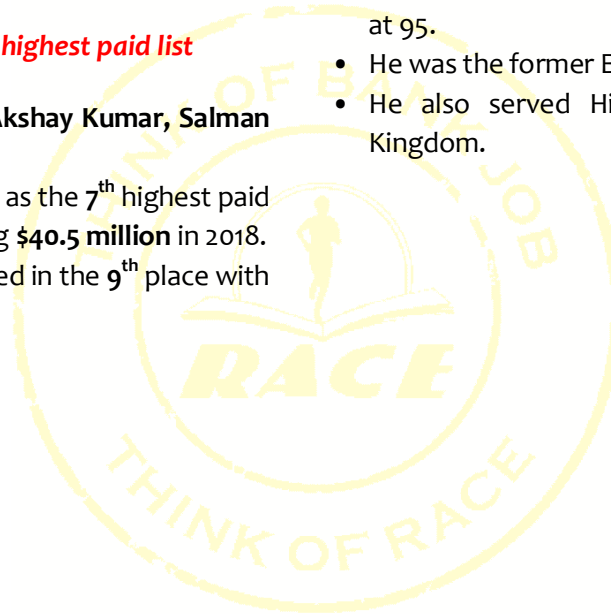 highest paid list
Akshay Kumar, Salman
as the 7th highest paid
$40.5 million in 2018.
ed in the 9th place with
at 95.
• He was the former
• He also served
Kingdom.
THINK OF BANK JOB
RACE
THINK OF RACE